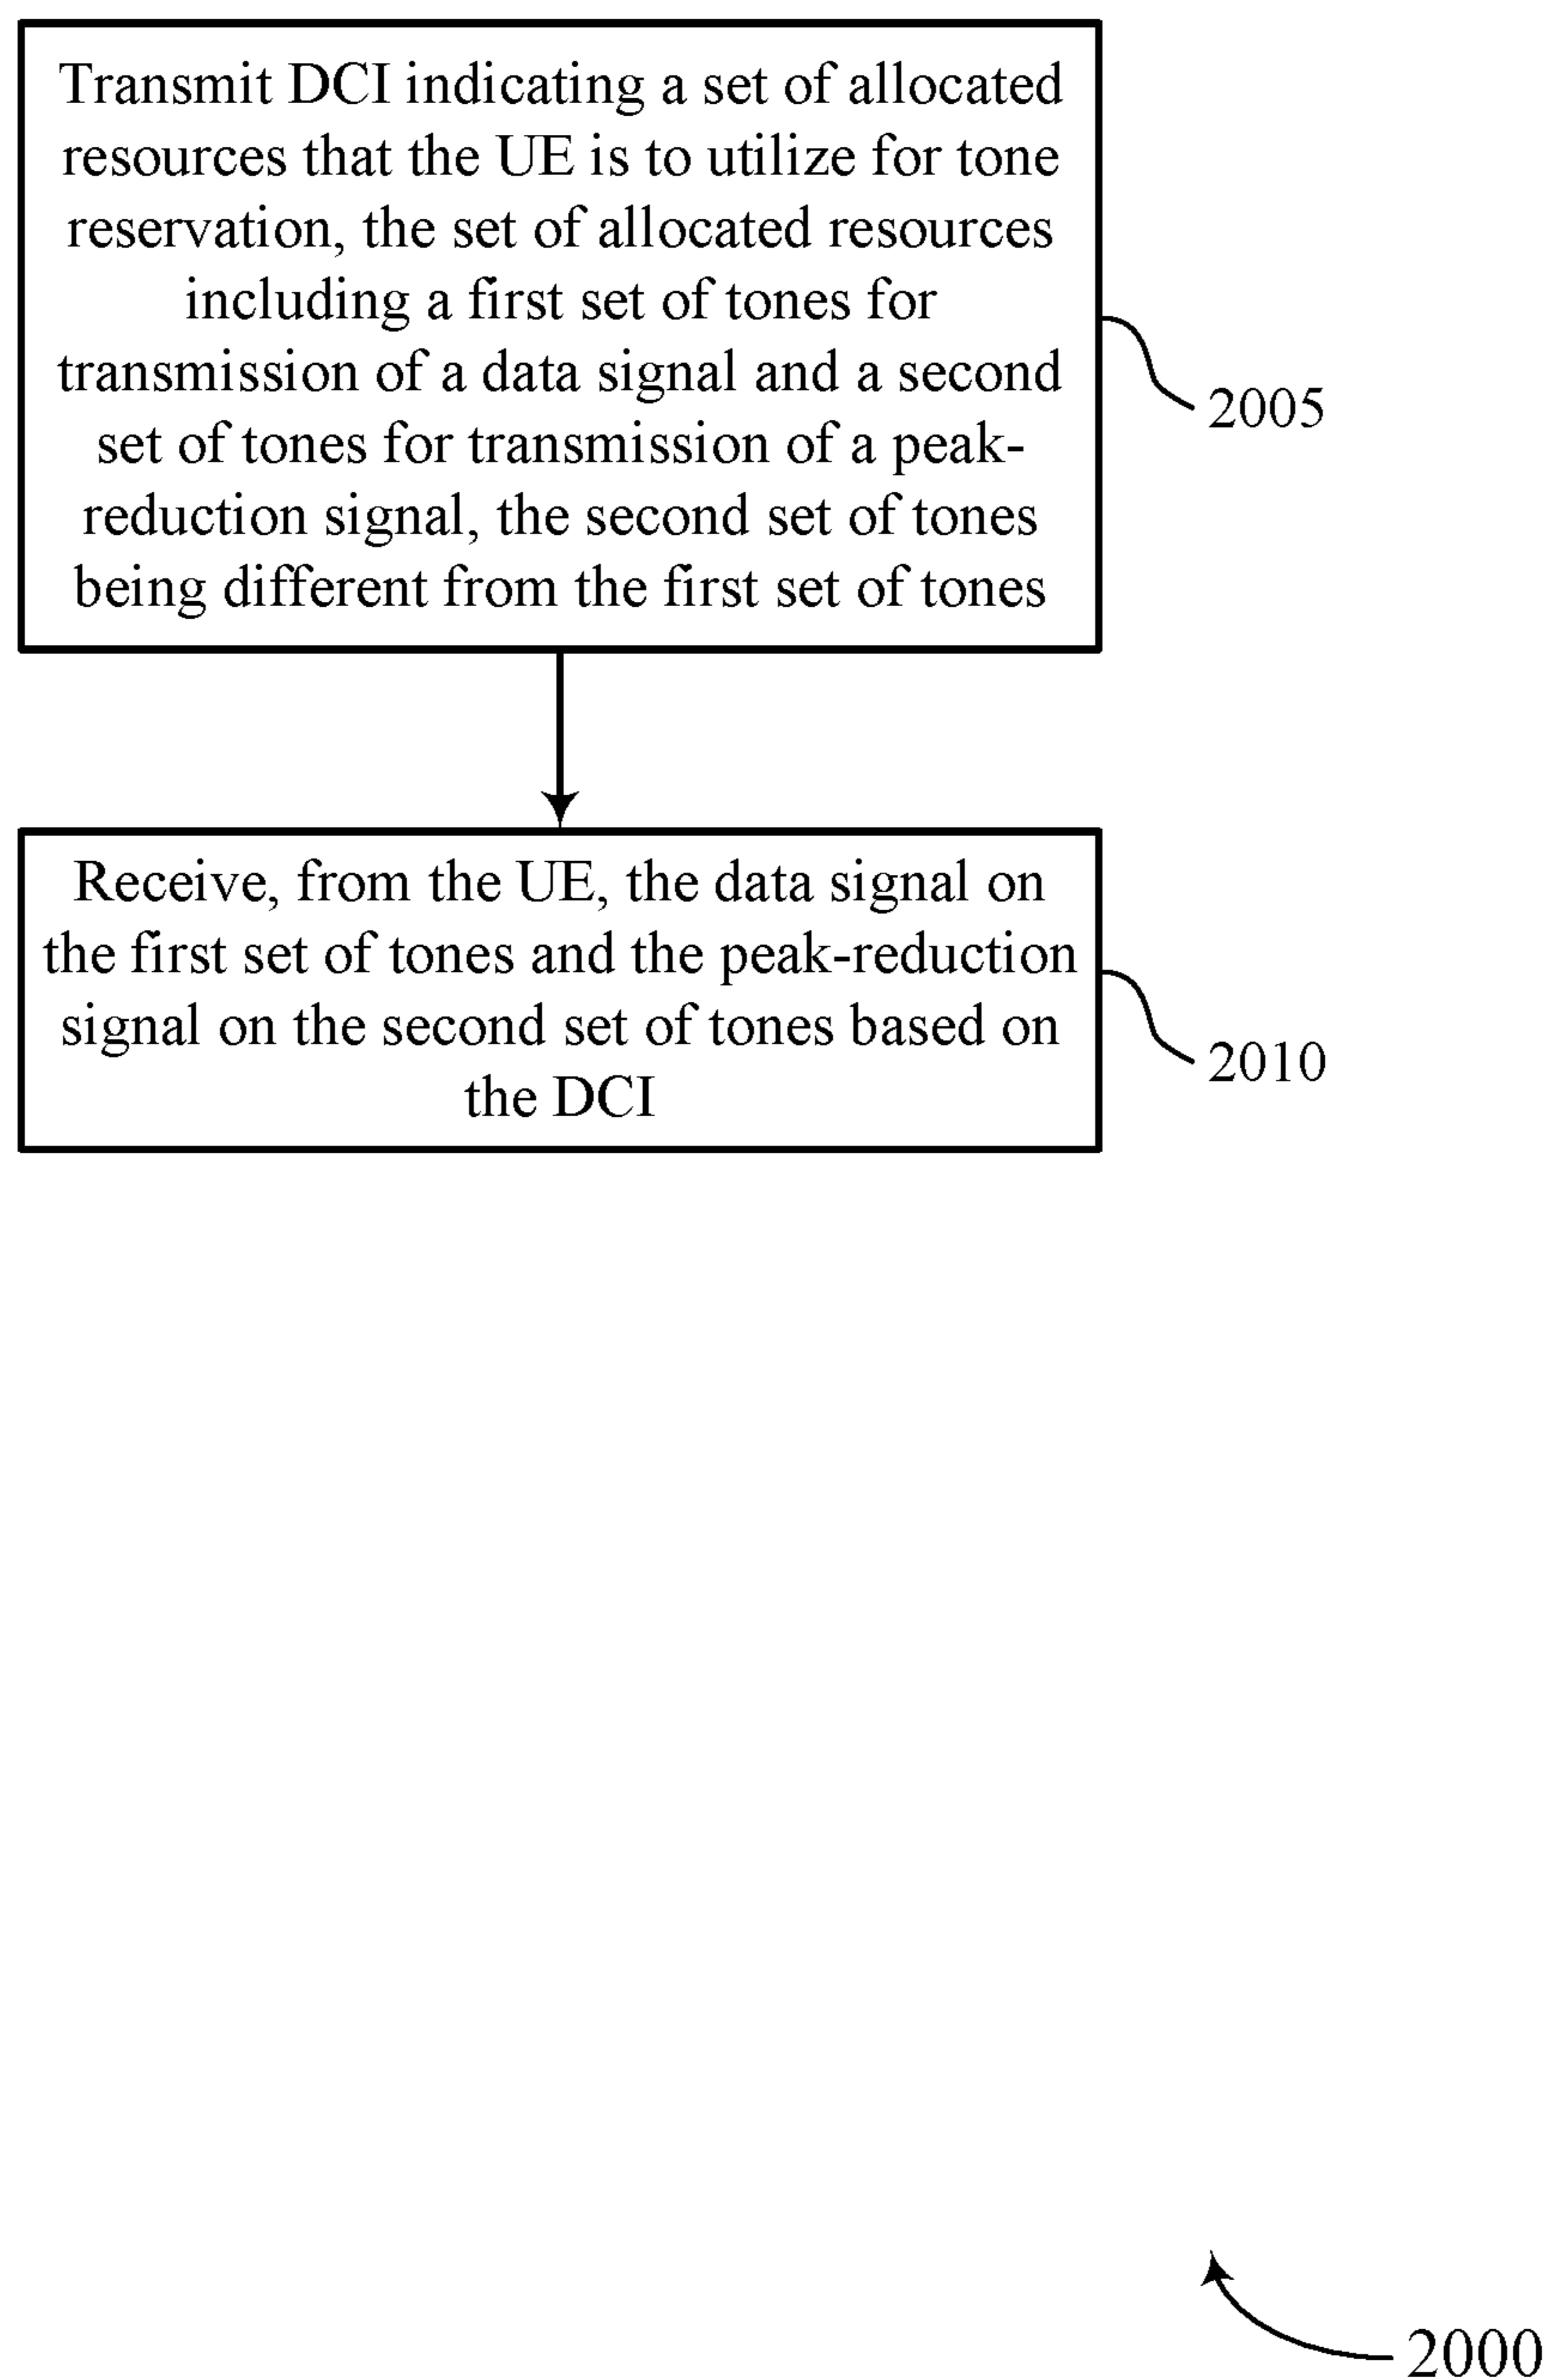 Transmit DCI indicating a set of allocated
resources that the UE is to utilize for tone
reservation, the set of allocated resources
including a first set of tones for
transmission of a data signal and a second
set of tones for transmission of a peak-
reduction signal, the second set of tones
being different from the first set of tones
2005
Receive, from the UE, the data signal on
the first set of tones and the peak-reduction
signal on the second set of tones based on
the DCI
2010
2000